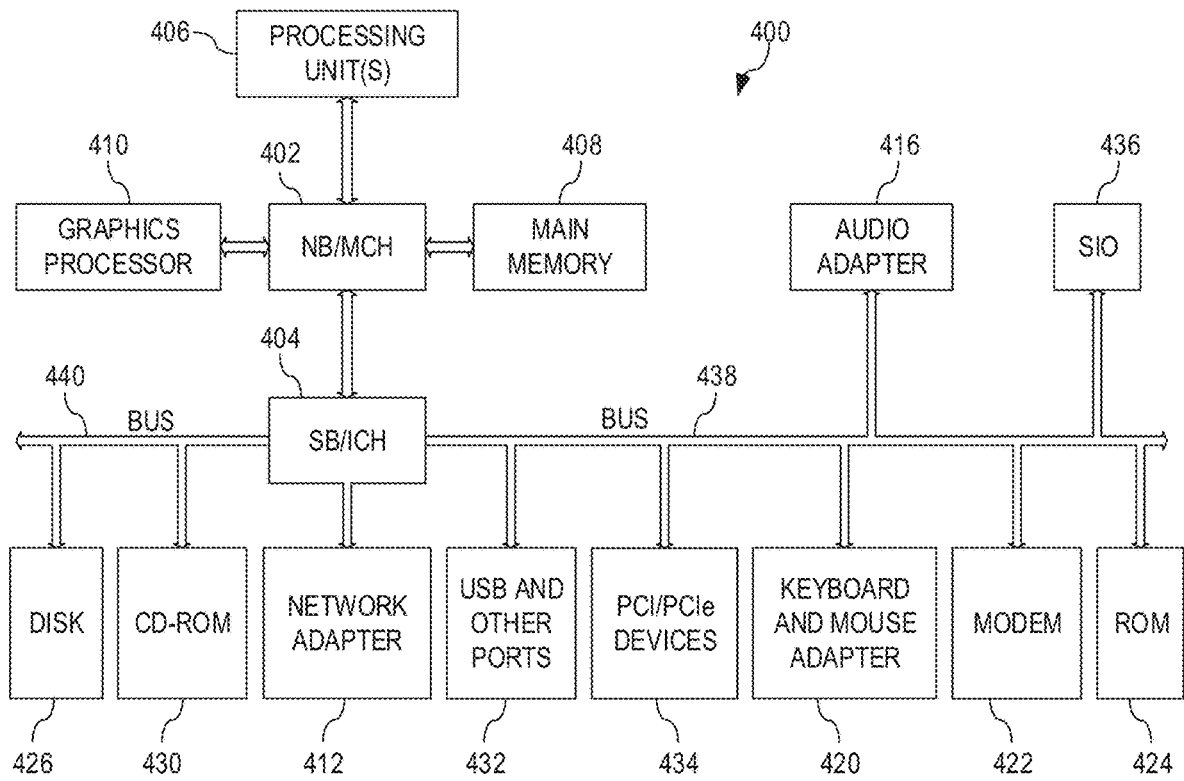 406
PROCESSING
UNIT(S)
400
410
402
408
416
436
GRAPHICS
PROCESSOR
NB/MCH
MAIN
MEMORY
AUDIO
ADAPTER
SIO
404
440
BUS
SB/ICH
BUS
438
DISK
CD-ROM
NETWORK
ADAPTER
USB AND
OTHER
PORTS
PCI/PCIe
DEVICES
KEYBOARD
AND MOUSE
ADAPTER
MODEM
ROM
426
430
412
432
434
420
422
424